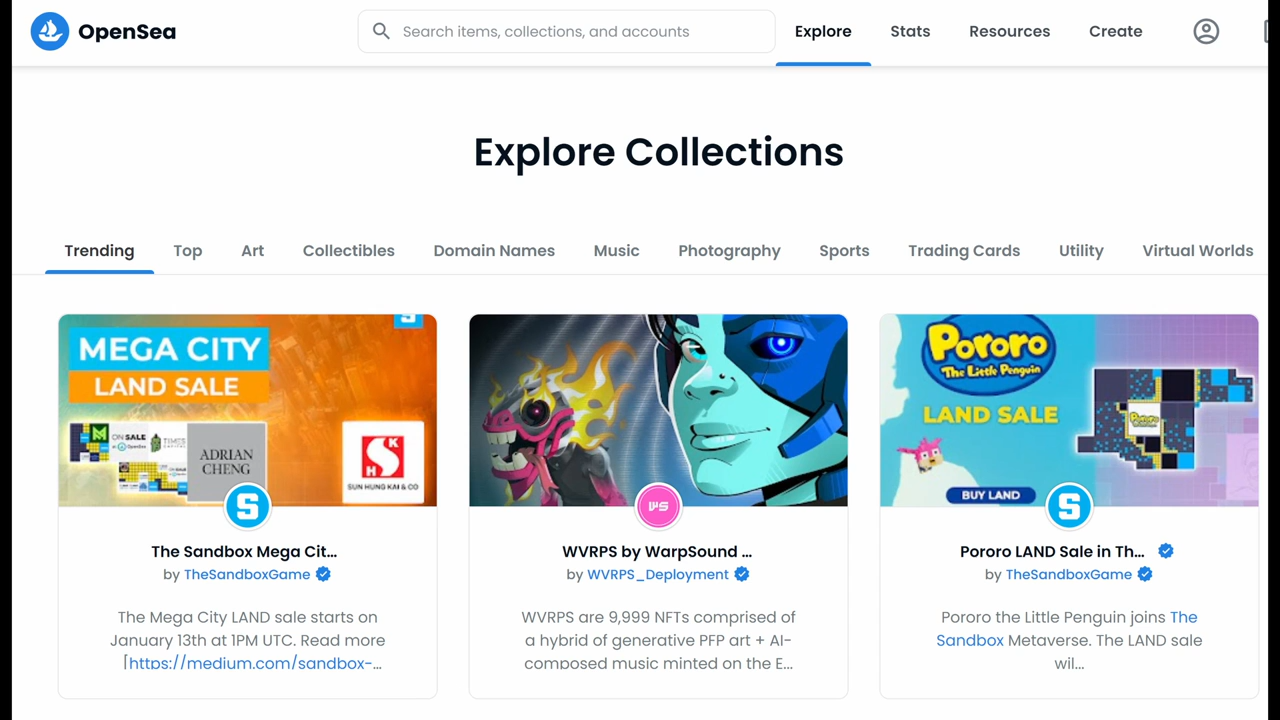 OpenSea
Search items, collections, and accounts
Explore
Stats
Resources
Create
Explore Collections
Trending
Top
Art
Collectibles
Domain Names
Music
Photography
Sports
Trading Cards
Utility
Virtual Worlds
MEGA CITY
LAND SALE
ON SALE
TIMES
ADRIAN
CHENG
S
H
K
SUN HUNG KAI & CO
S
The Sandbox Mega Cit...
by TheSandboxGame
The Mega City LAND sale starts on
January 13th at 1PM UTC. Read more
[https://medium.com/sandbox-...
WVRPS by WarpSound ...
by WVRPS_Deployment
WVRPS are 9,999 NFTs comprised of
a hybrid of generative PFP art + AI-
composed music minted on the E...
PORORO
The Little Penguin
LAND SALE
BUY LAND
S
Pororo LAND Sale in Th...
by TheSandboxGame
Pororo the Little Penguin joins The
Sandbox Metaverse. The LAND sale
wil...